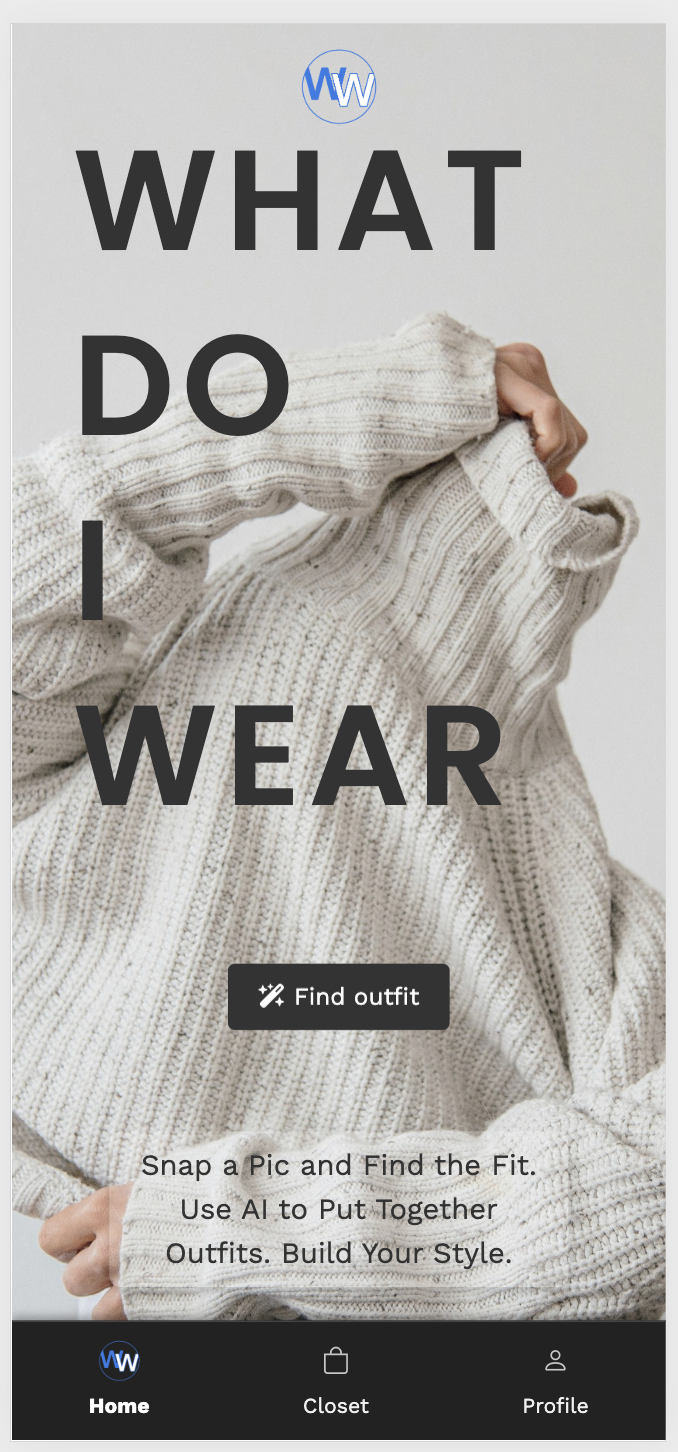 WW
WHAT
DO
I
WEAR
Find outfit
Snap a Pic and Find the Fit.
Use AI to Put Together
Outfits. Build Your Style.
WW
Home
Closet
Profile